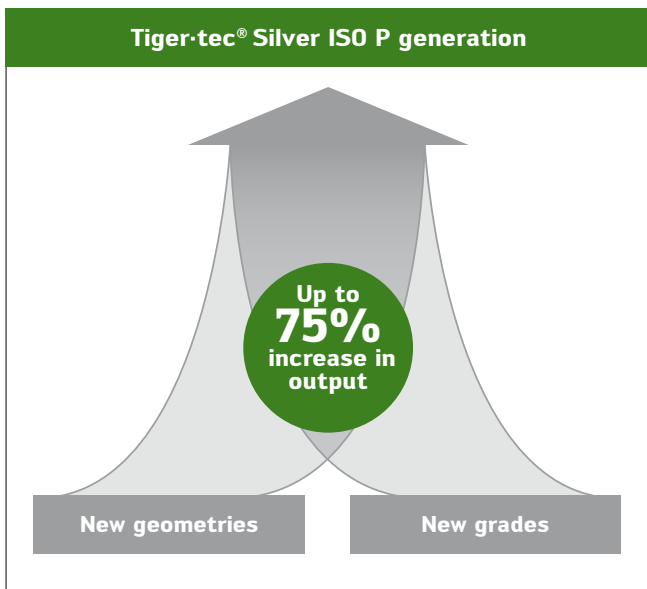 Tiger·tec® Silver ISO P generation
Up to
75%
increase in
output
New geometries
New grades